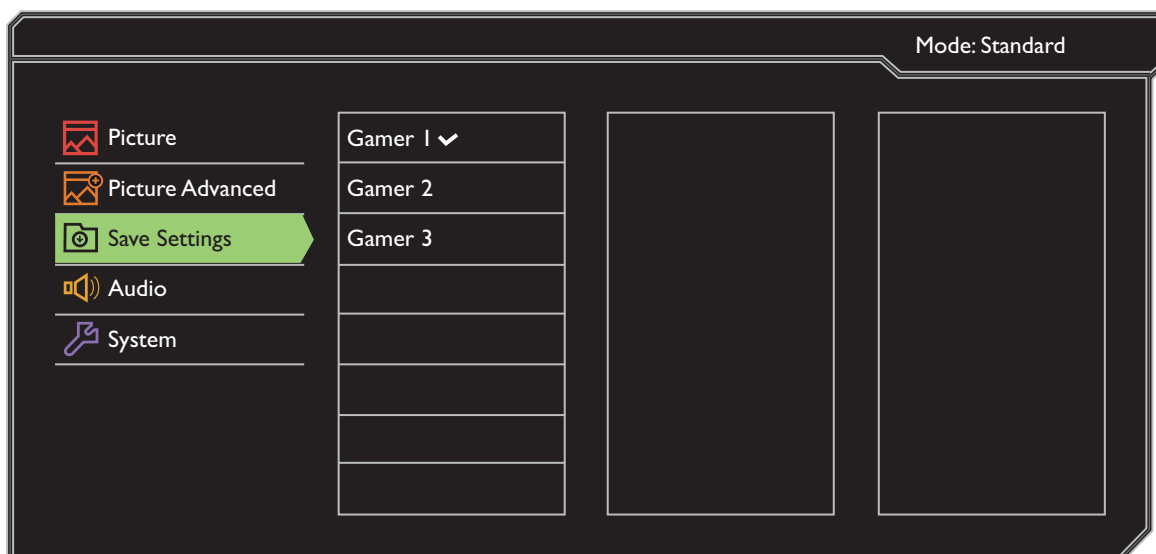 Mode: Standard
Picture
Picture Advanced
Save Settings
Audio
System
Gamer 1
Gamer 2
Gamer 3